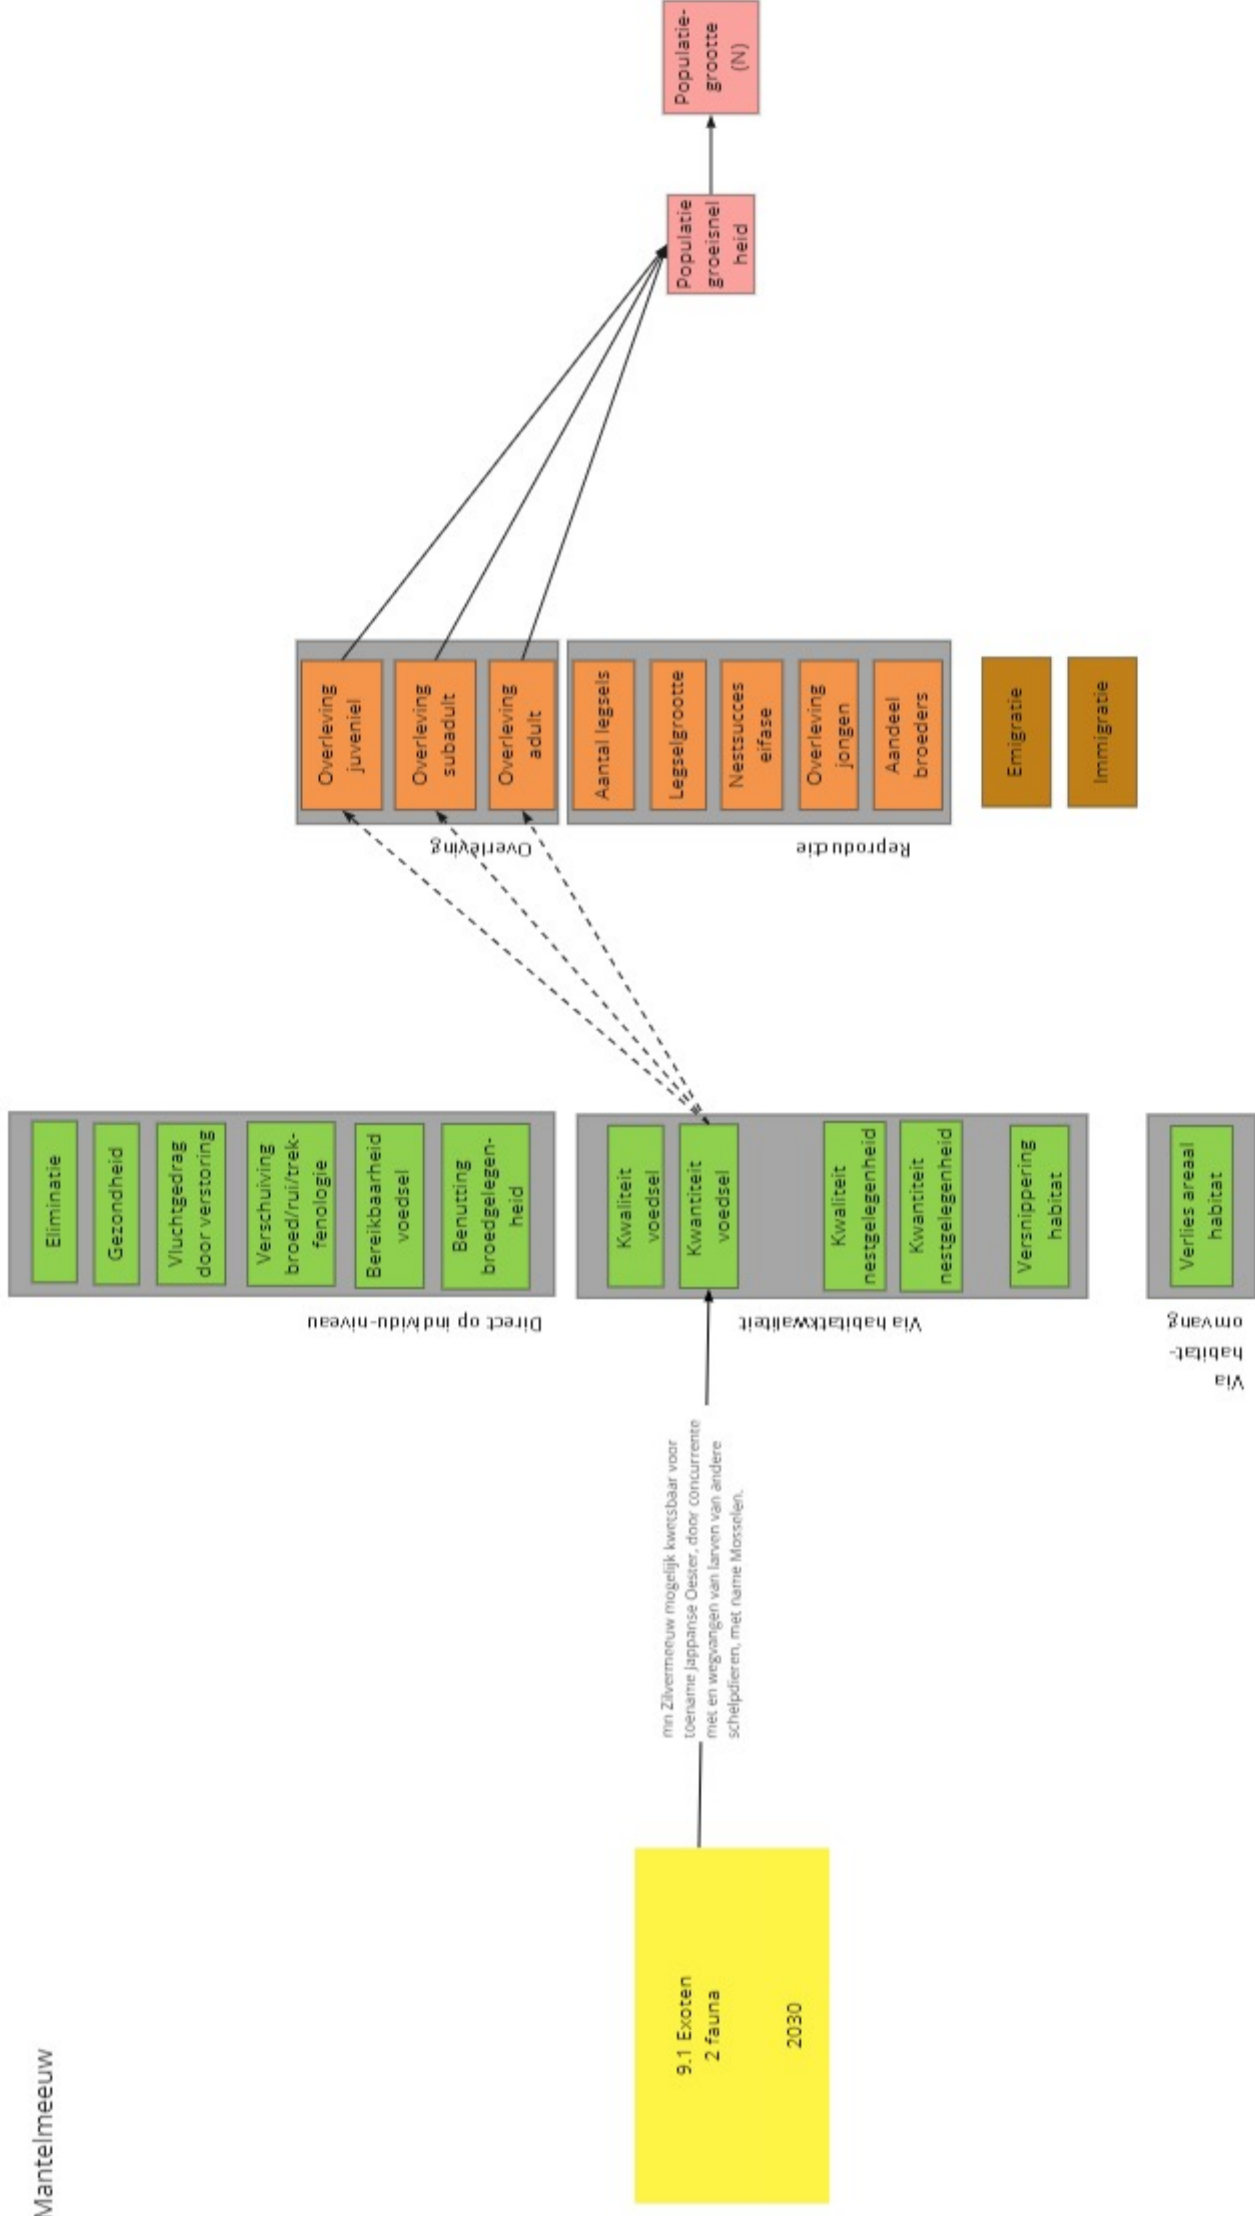 Mantelmeeuw
9.1 Exoten
2 fauna
2030
mn Zilvermeeuw mogelijk kwetsbaar voor
toename Jappanse Oester, door concurrente
met en wegvangen van larven van andere
schelpdieren, met name Mosselen.
Direct op individu-niveau
Eliminatie
Gezondheid
Vluchtgedrag
door verstoring
Verschuiving
broed/rui/trek-
fenologie
Bereikbaarheid
voedsel
Benutting
broedgelegen-
heid
Via habitatkwaliteit
Kwaliteit
voedsel
Kwantiteit
voedsel
Kwaliteit
nestgelegenheid
Kwantiteit
nestgelegenheid
Versnippering
habitat
Via
habitat-
omvang
Verlies areaal
habitat
Overleving
Overleving
juveniel
Overleving
subadult
Overleving
adult
Reproductie
Aantal legsels
Legselgrootte
Nestsucces
eifase
Overleving
jongen
Aandeel
broeders
Emigratie
Immigratie
Populatie
groeisnel
heid
Populatie-
grootte
(N)